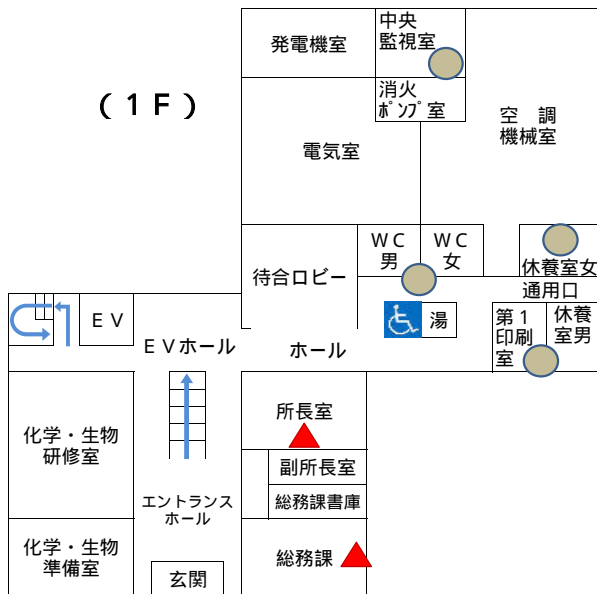 発電機室
中央
監視室
(１Ｆ)
消火
ﾎﾟﾝﾌﾟ室
空　調
機械室
電気室
ＷＣ
男
ＷＣ
女
待合ロビー
休養室女
通用口
ＥＶ
湯
第１
印刷
室
休養
室男
ＥＶホール
ホール
所長室
化学・生物
研修室
副所長室
総務課書庫
エントランス
ホール
化学・生物
準備室
総務課
玄関